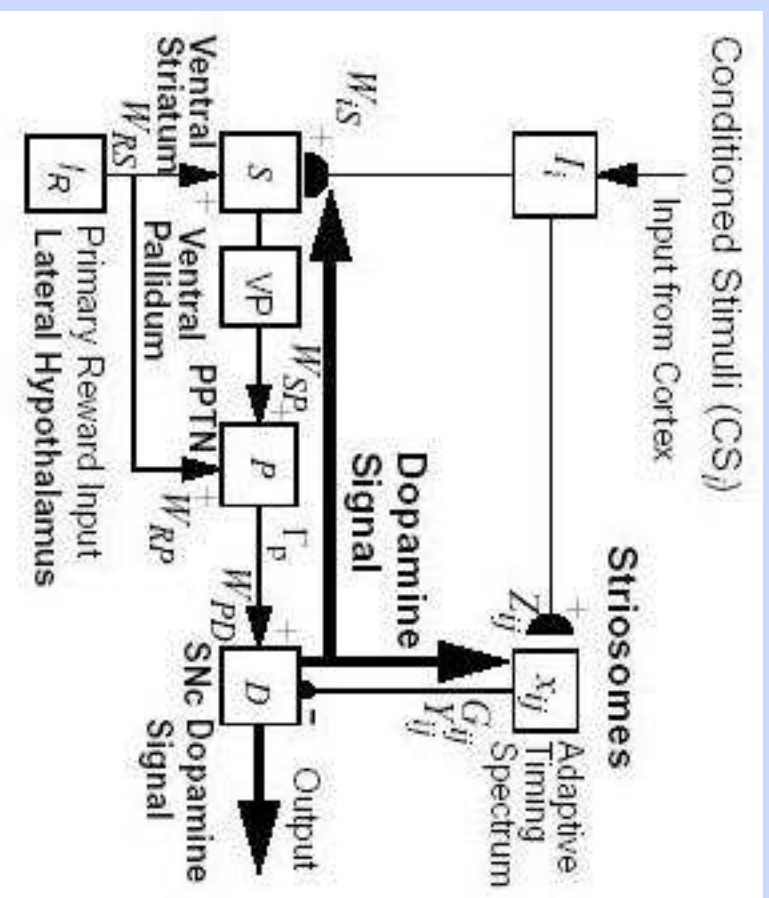 Conditioned Stimuli (CSi)
Input from Cortex
Ii
WiS
+
Ventral
Striatum
S
WRS
+
IR
Primary Reward Input
Lateral Hypothalamus
Ventral
Pallidum
VP
WSP
+
PPTN
P
+
WRP
ΓP
WPD
+
Dopamine
Signal
Striosomes
Zij
+
xij
Adaptive
Timing
Spectrum
Gij
Yij
-
D
SNc Dopamine
Signal
Output